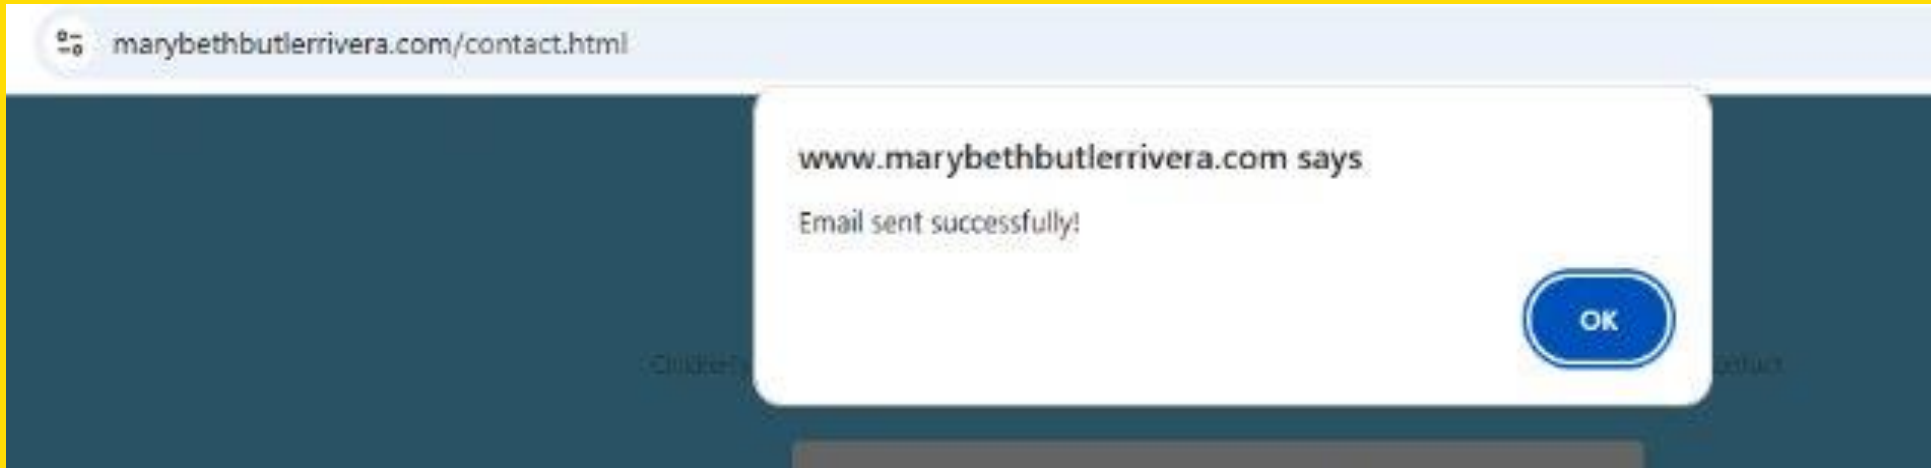 marybethbutlerrivera.com/contact.html
www.marybethbutlerrivera.com says
Email sent successfully!
OK